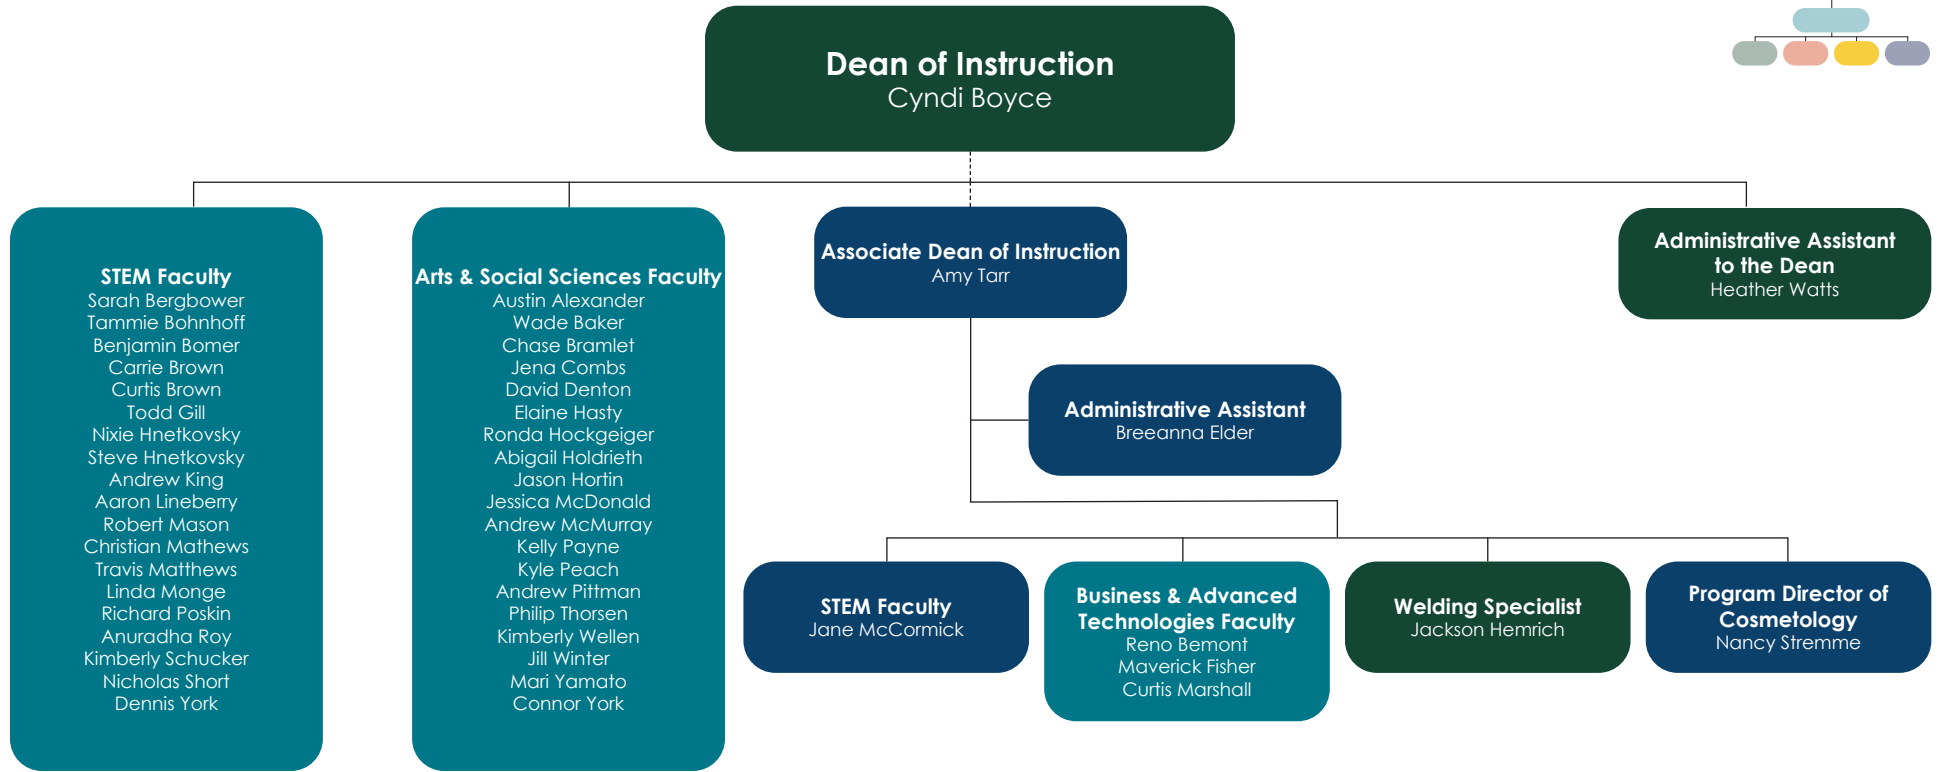 Dean of Instruction
Cyndi Boyce
STEM Faculty
Sarah Bergbower
Tammie Bohnhoff
Benjamin Bomer
Carrie Brown
Curtis Brown
Todd Gill
Nixie Hnetkovsky
Steve Hnetkovsky
Andrew King
Aaron Lineberry
Robert Mason
Christian Mathews
Travis Matthews
Linda Monge
Richard Poskin
Anuradha Roy
Kimberly Schucker
Nicholas Short
Dennis York
Arts & Social Sciences Faculty
Austin Alexander
Wade Baker
Chase Bramlet
Jena Combs
David Denton
Elaine Hasty
Ronda Hockgeiger
Abigail Holdrieth
Jason Hortin
Jessica McDonald
Andrew McMurray
Kelly Payne
Kyle Peach
Andrew Pittman
Philip Thorsen
Kimberly Wellen
Jill Winter
Mari Yamato
Connor York
Associate Dean of Instruction
Amy Tarr
Administrative Assistant
to the Dean
Heather Watts
Administrative Assistant
Breeanna Elder
STEM Faculty
Jane McCormick
Business & Advanced
Technologies Faculty
Reno Bemont
Maverick Fisher
Curtis Marshall
Welding Specialist
Jackson Hemrich
Program Director of
Cosmetology
Nancy Stremme